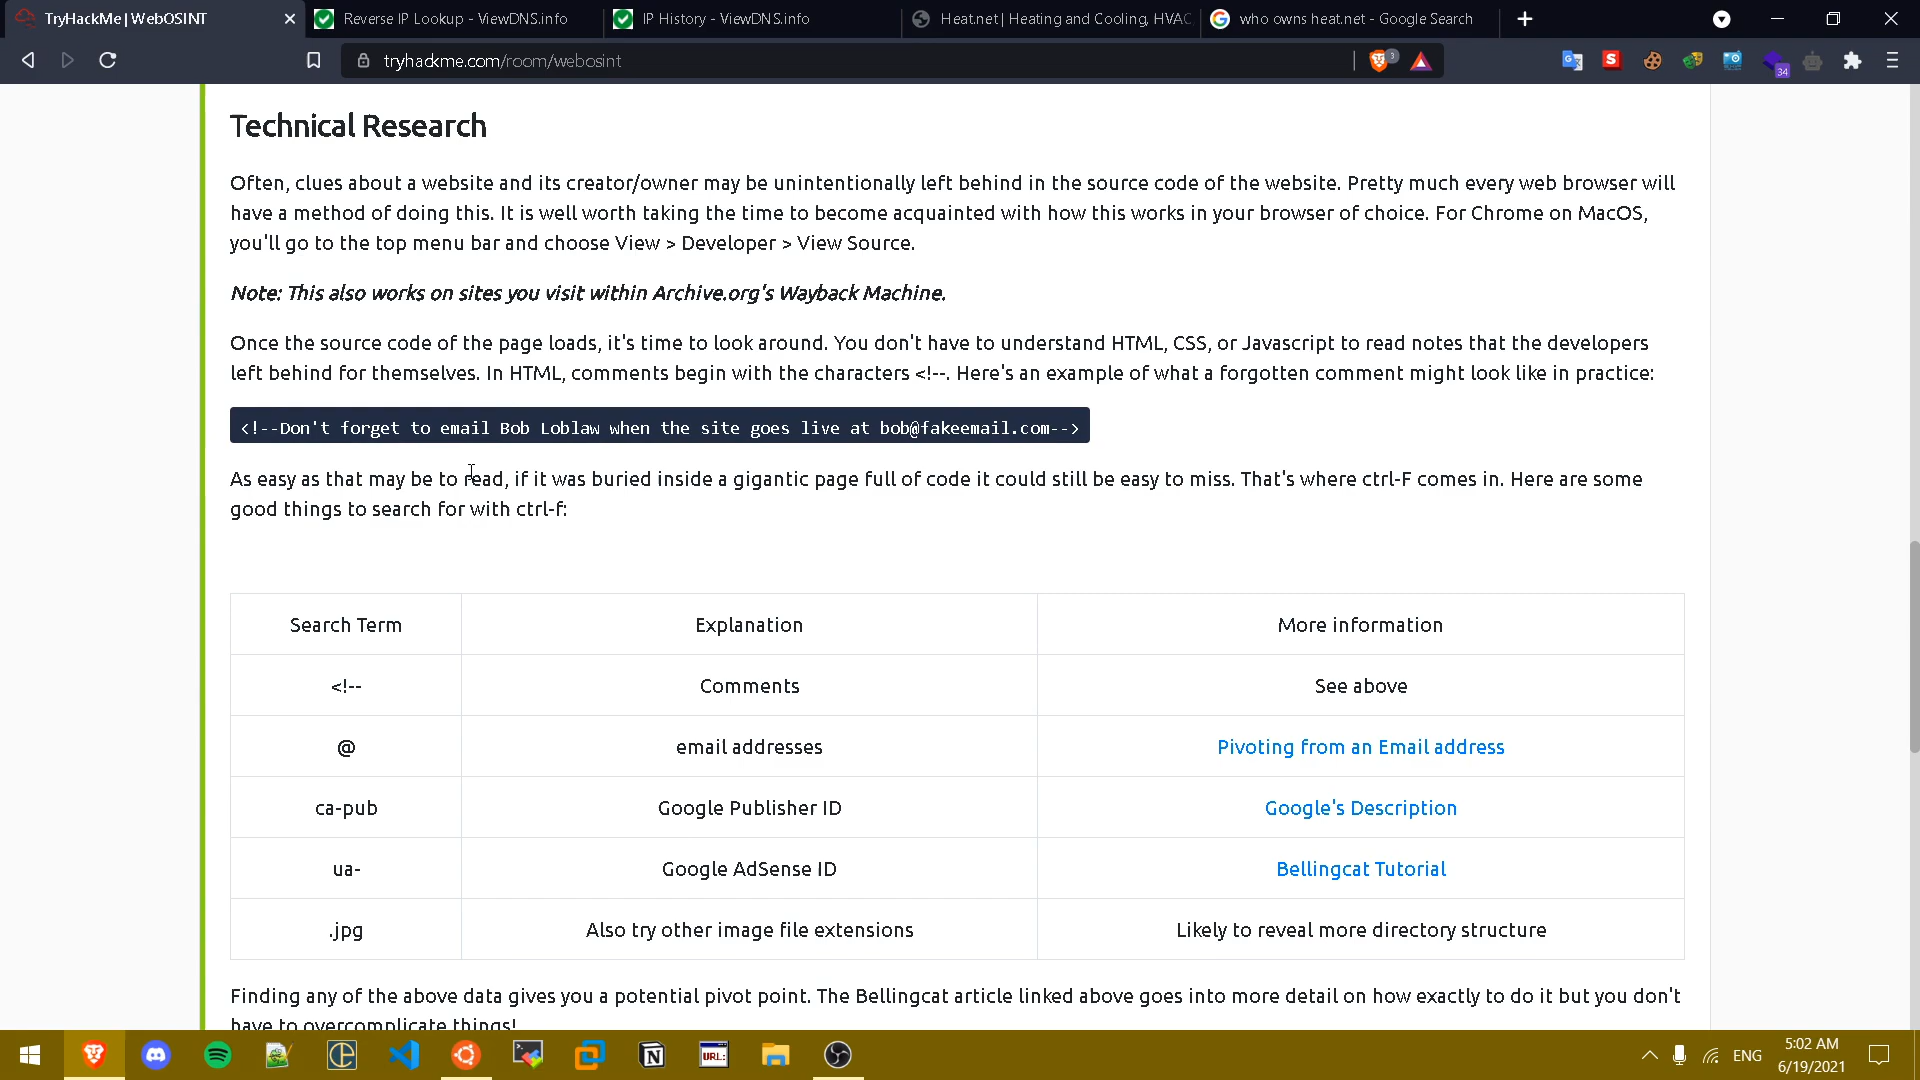 TryHackMe | WebOSINT
Reverse IP Lookup - ViewDNS.info
IP History - ViewDNS.info
Heat.net | Heating and Cooling, HVAC
who owns heat.net - Google Search
tryhackme.com/room/webosint
3
34
Technical Research
Often, clues about a website and its creator/owner may be unintentionally left behind in the source code of the website. Pretty much every web browser will
have a method of doing this. It is well worth taking the time to become acquainted with how this works in your browser of choice. For Chrome on MacOS,
you'll go to the top menu bar and choose View > Developer > View Source.
Note: This also works on sites you visit within Archive.org's Wayback Machine.
Once the source code of the page loads, it's time to look around. You don't have to understand HTML, CSS, or Javascript to read notes that the developers
left behind for themselves. In HTML, comments begin with the characters <!--. Here's an example of what a forgotten comment might look like in practice:
<!--Don't forget to email Bob Loblaw when the site goes live at bob@fakeemail.com-->
As easy as that may be to read, if it was buried inside a gigantic page full of code it could still be easy to miss. That's where ctrl-F comes in. Here are some
good things to search for with ctrl-f:
Search Term Explanation More information
<!-- Comments See above
@ email addresses Pivoting from an Email address
ca-pub Google Publisher ID Google's Description
ua- Google AdSense ID Bellingcat Tutorial
.jpg Also try other image file extensions Likely to reveal more directory structure
Finding any of the above data gives you a potential pivot point. The Bellingcat article linked above goes into more detail on how exactly to do it but you don't
have to overcomplicate things!
URL:
ENG
5:02 AM
6/19/2021